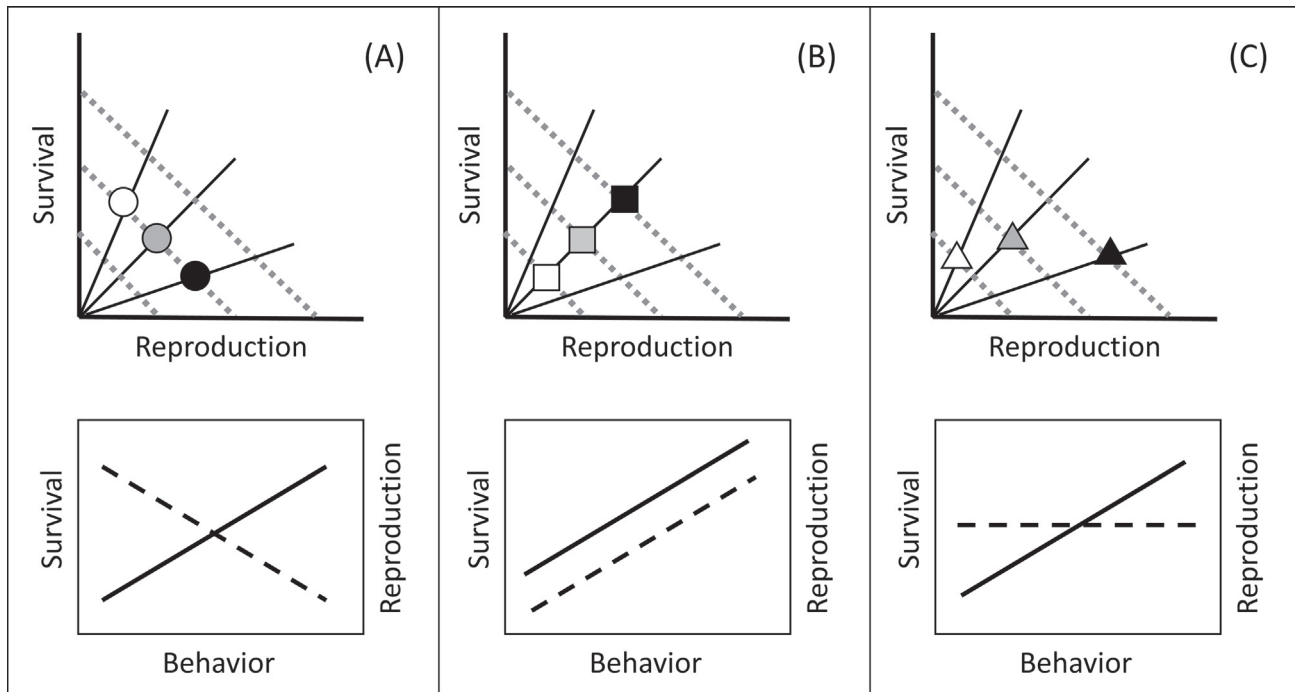 (A)
Survival
Reproduction
Survival
Reproduction
Behavior
(B)
Survival
Reproduction
Survival
Reproduction
Behavior
(C)
Survival
Reproduction
Survival
Reproduction
Behavior